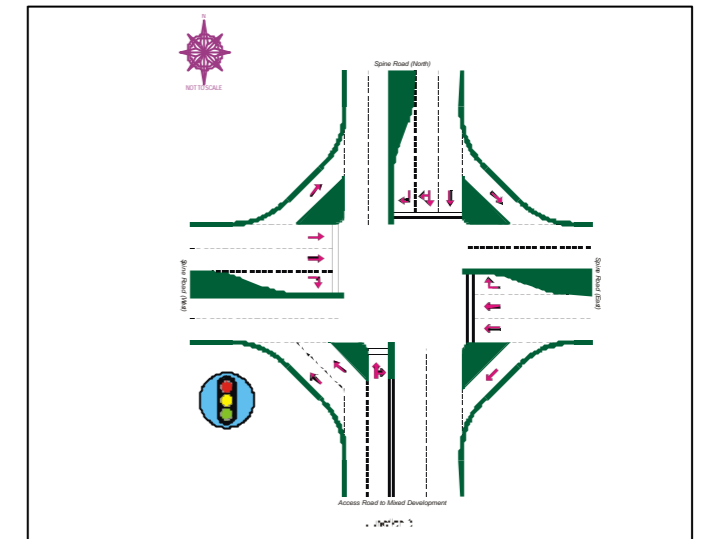 N
NOT TO SCALE
Spine Road (North)
Spine Road (West)
Spine Road (East)
Access Road to Mixed Development